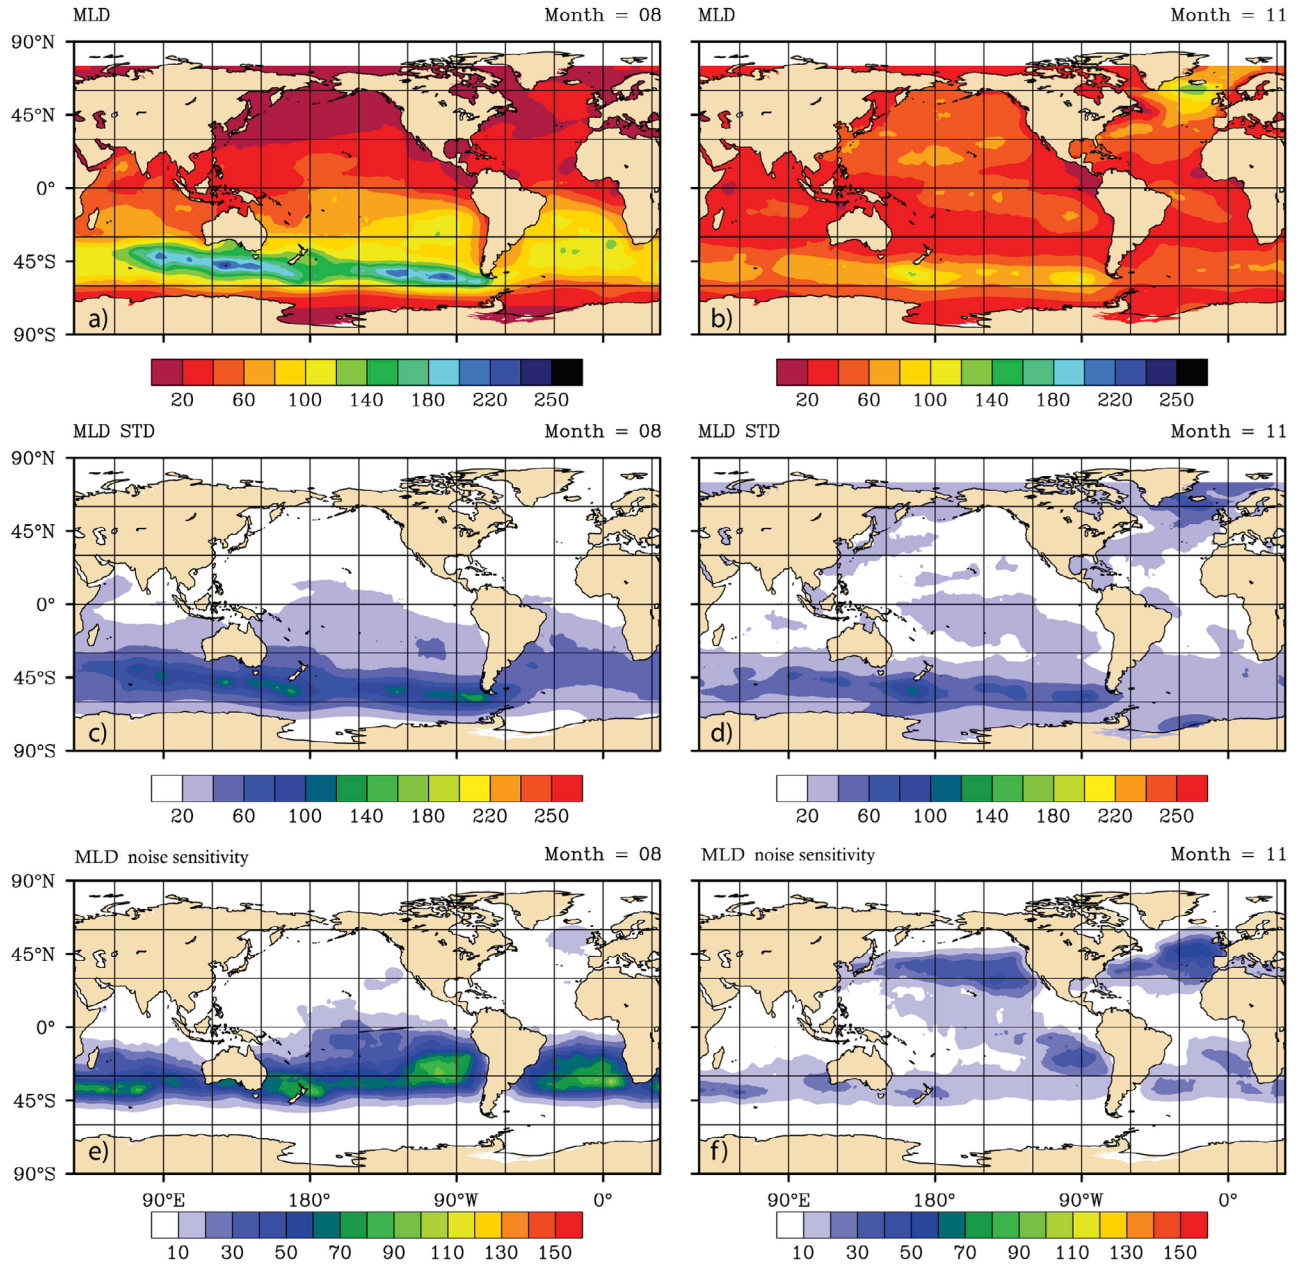 MLD Month = 08 MLD Month = 11
90°N
45°N
0°
45°S
90°S
a) b)
20 60 100 140 180 220 250 20 60 100 140 180 220 250
MLD STD Month = 08 MLD STD Month = 11
90°N
45°N
0°
45°S
90°S
c) d)
20 60 100 140 180 220 250 20 60 100 140 180 220 250
MLD noise sensitivity Month = 08 MLD noise sensitivity Month = 11
90°N
45°N
0°
45°S
90°S
e) f)
90°E 180° 90°W 0° 90°E 180° 90°W 0°
10 30 50 70 90 110 130 150 10 30 50 70 90 110 130 150